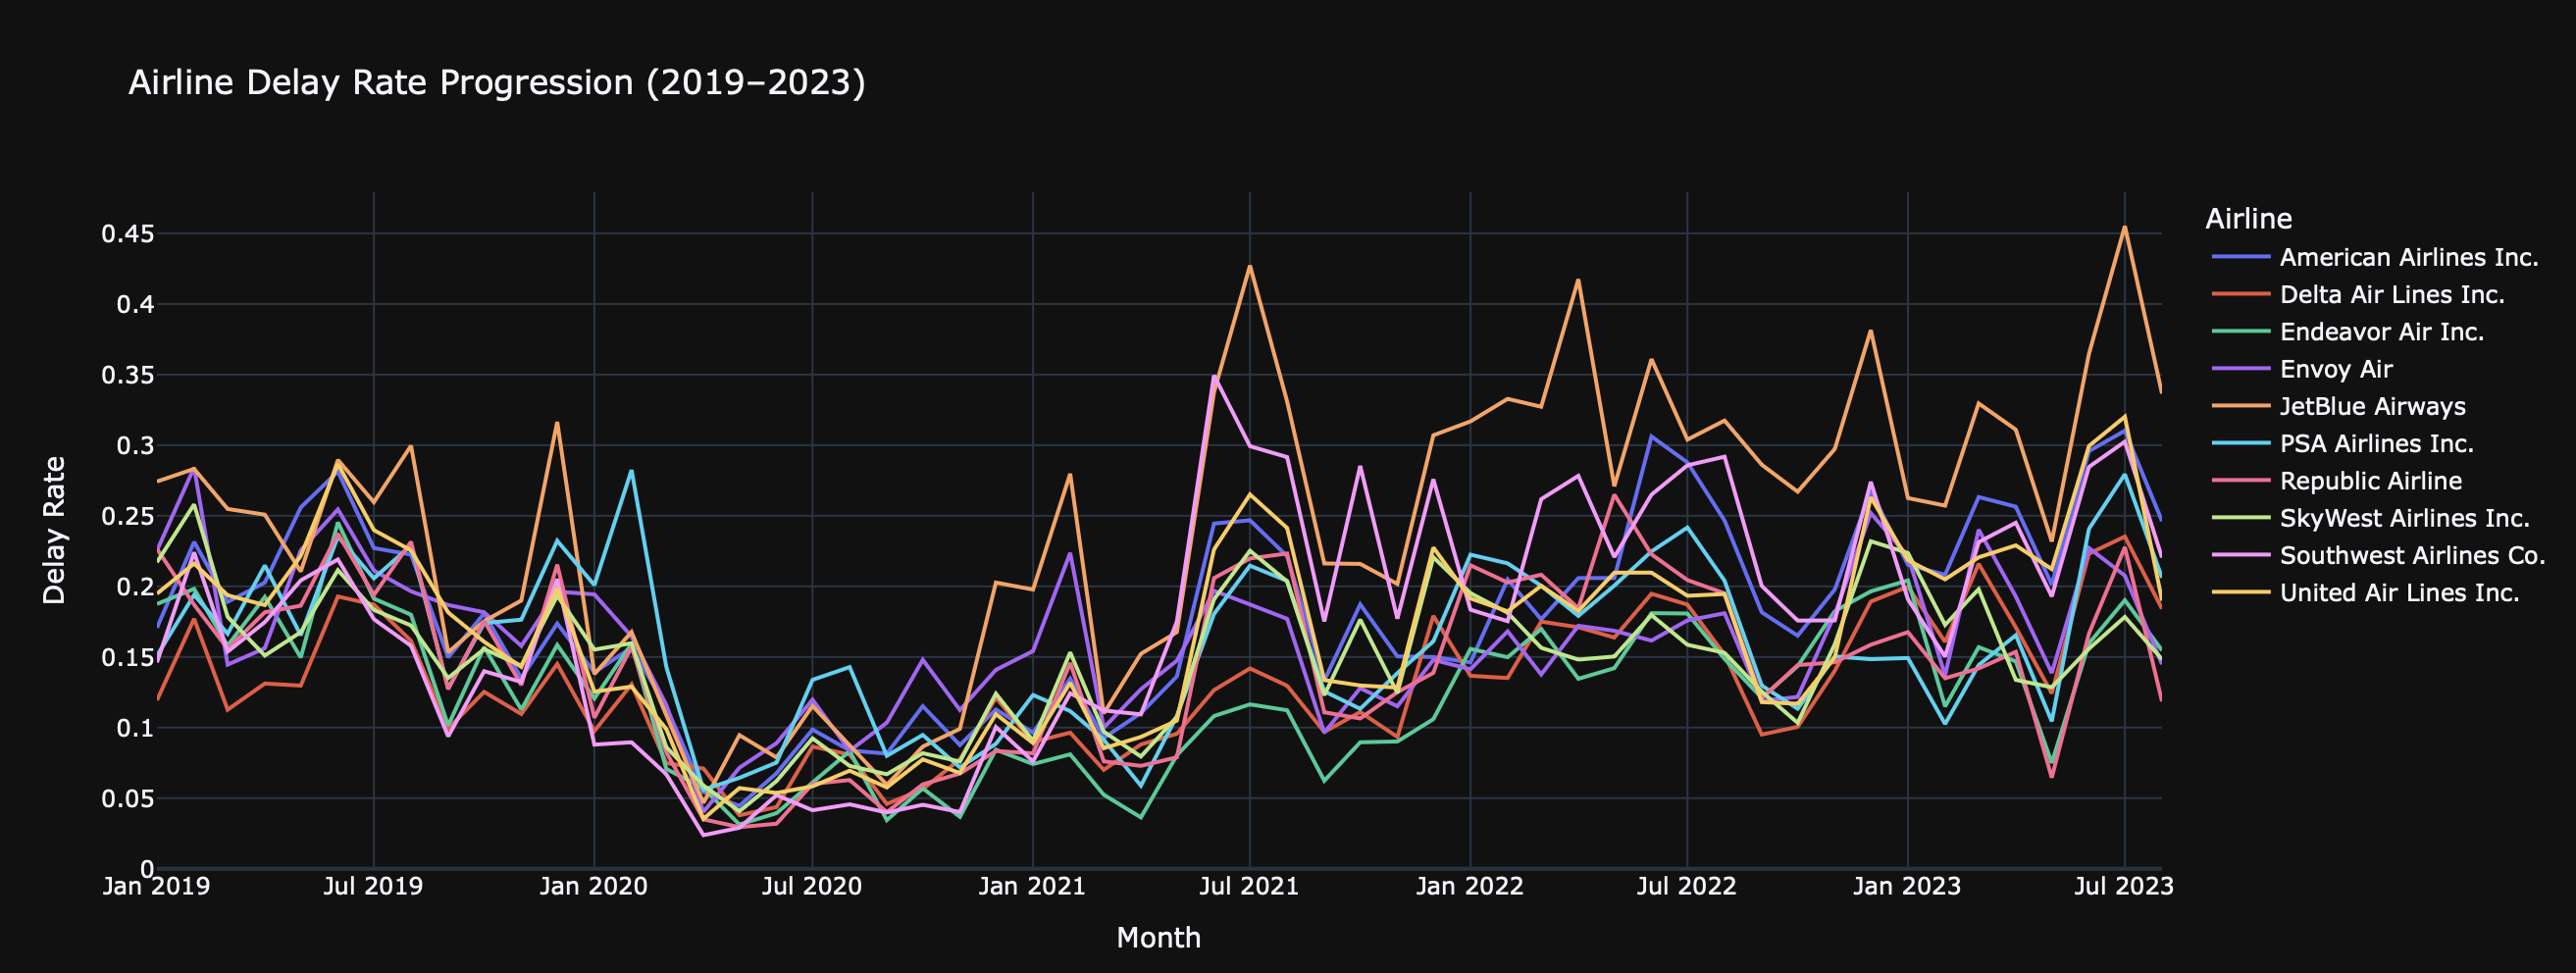 Airline Delay Rate Progression (2019−2023)
Airline
American Airlines Inc.
Delta Air Lines Inc.
Endeavor Air Inc.
Envoy Air
JetBlue Airways
PSA Airlines Inc.
Republic Airline
SkyWest Airlines Inc.
Southwest Airlines Co.
United Air Lines Inc.
Delay Rate
0.45
0.4
0.35
0.3
0.25
0.2
0.15
0.1
0.05
0
Jan 2019 Jul 2019 Jan 2020 Jul 2020 Jan 2021 Jul 2021 Jan 2022 Jul 2022 Jan 2023 Jul 2023
Month